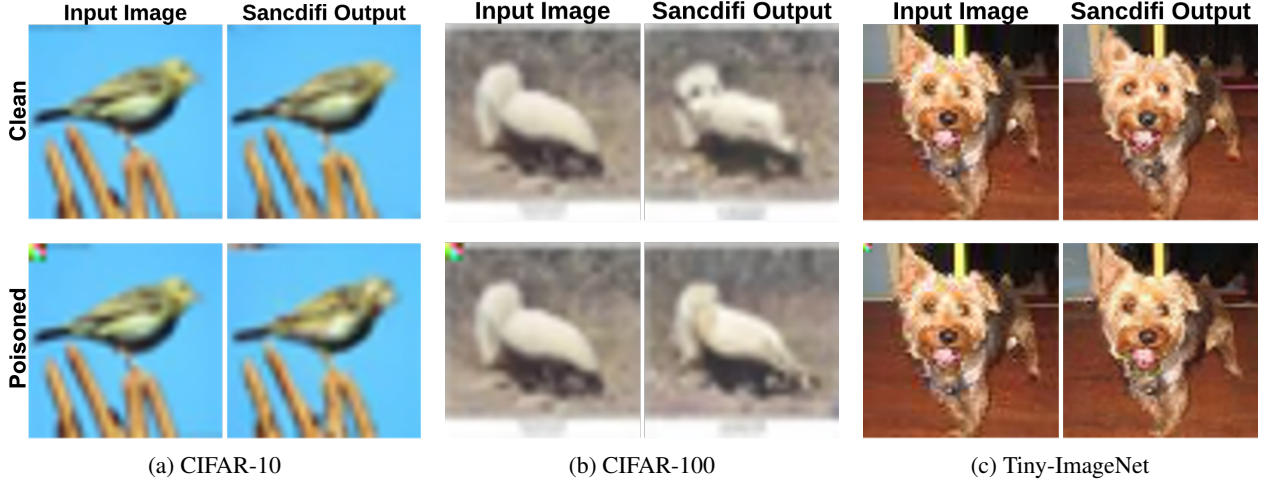 Input Image Sancdifi Output Input Image Sancdifi Output Input Image Sancdifi Output
Clean
Poisoned
(a) CIFAR-10 (b) CIFAR-100 (c) Tiny-ImageNet